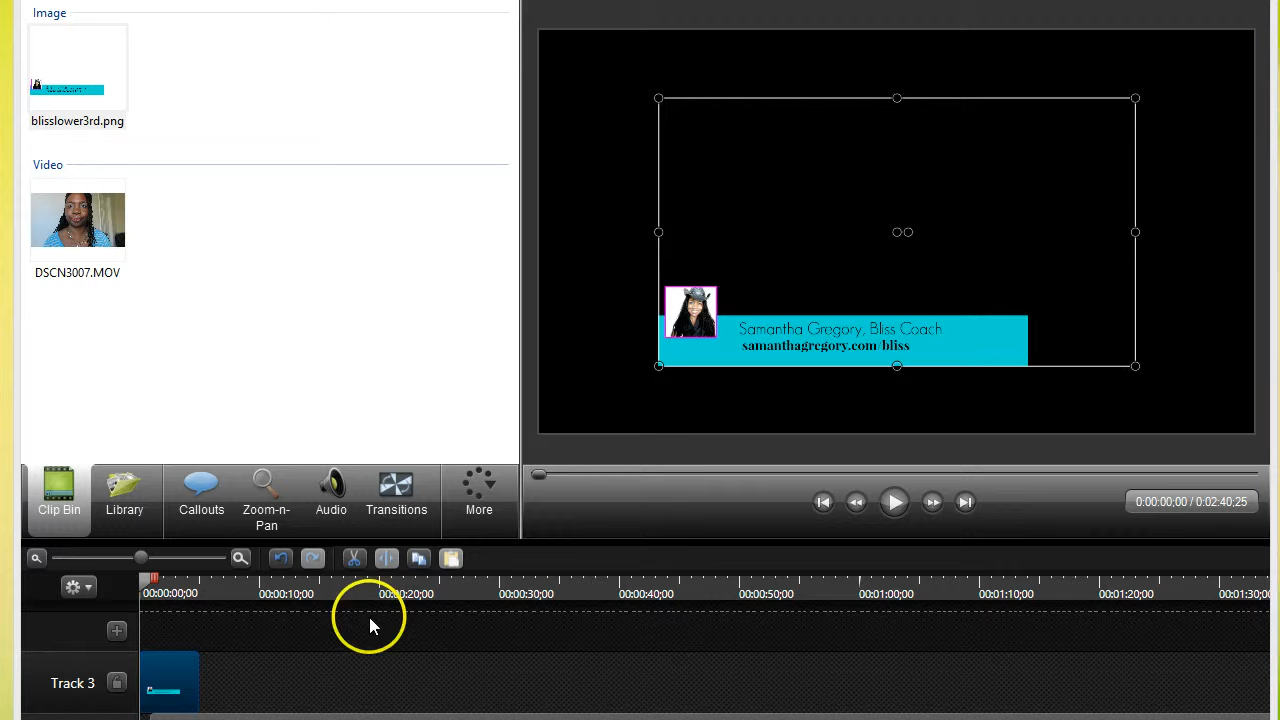 Image
blisslower3rd.png
Video
DSCN3007.MOV
Samantha Gregory, Bliss Coach
samanthagregory.com/bliss
Clip Bin
Library
Callouts
Zoom-n-
Pan
Audio
Transitions
More
0:00:00;00 / 0:02:40;25
00:00:00;00 00:00:10;00 00:00:20;00 00:00:30;00 00:00:40;00 00:00:50;00 00:01:00;00 00:01:10;00 00:01:20;00 00:01:30;00
Track 3